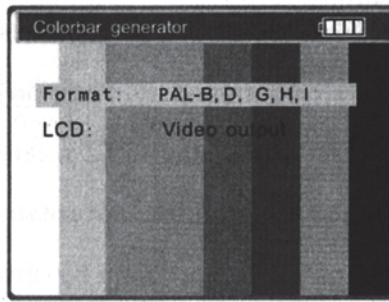 Colorbar generator
Format: PAL-B, D, G, H, I
LCD: Video output